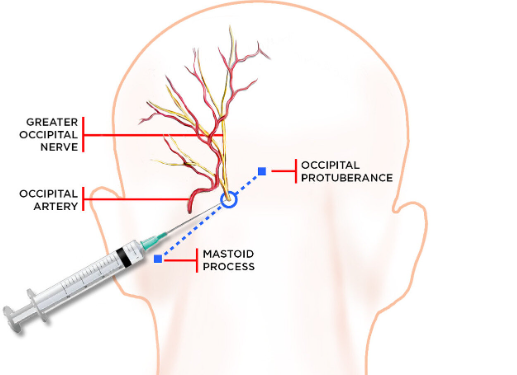 GREATER
OCCIPITAL
NERVE
OCCIPITAL
PROTUBERANCE
OCCIPITAL
ARTERY
MASTOID
PROCESS